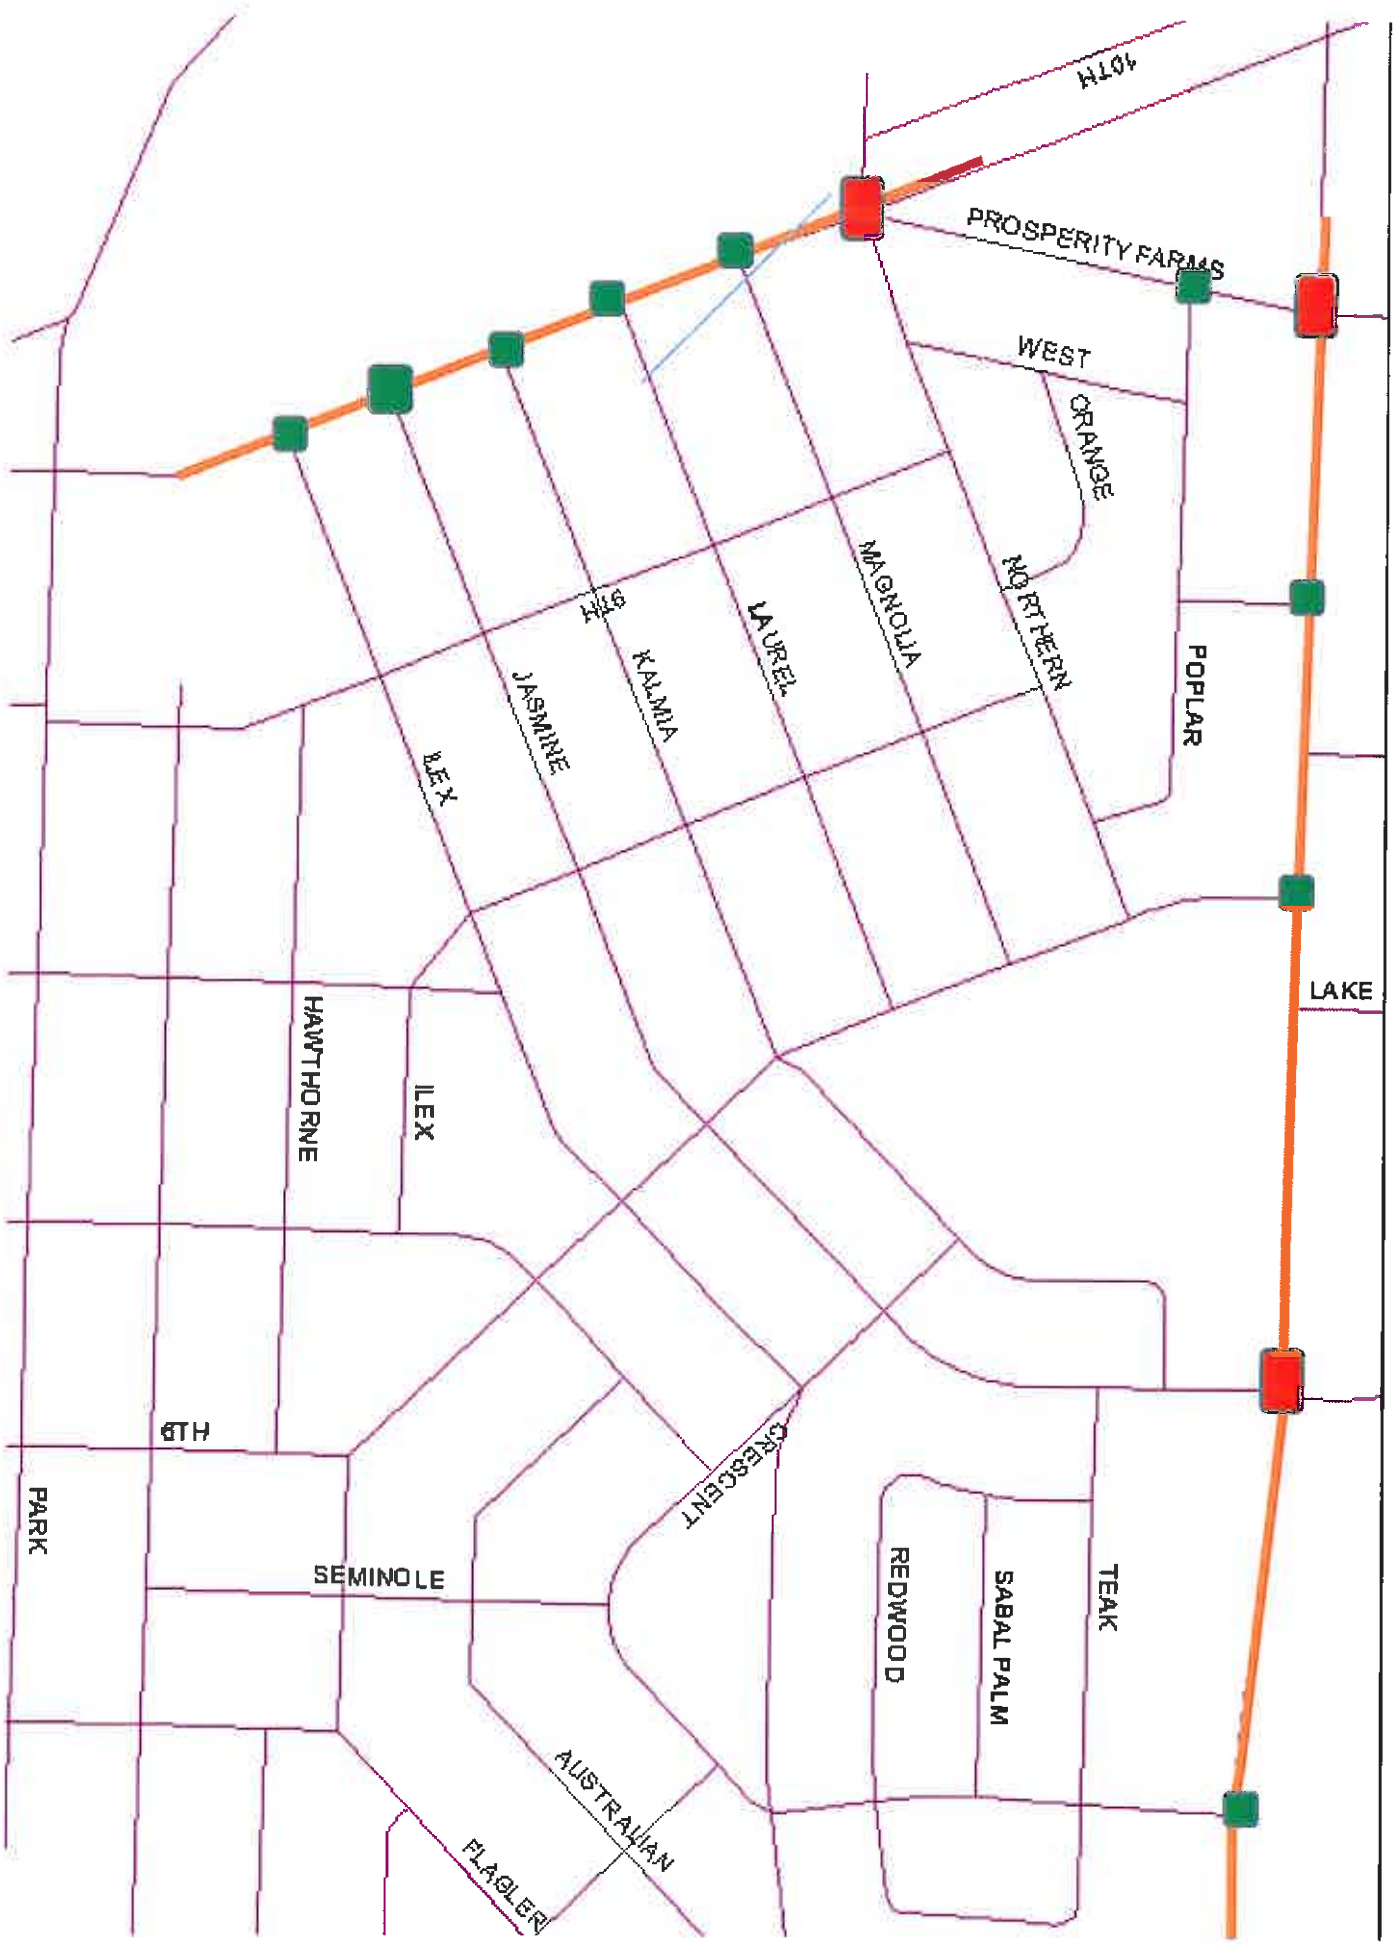 10TH
PROSPERITY FARMS
WEST
ORANGE
MAGNOLIA
NORTHERN
9TH
LAUREL
KALMIA
POPLAR
JASMINE
ILEX
LAKE
HAWTHORNE
ILEX
6TH
CRESCENT
PARK
SEMINOLE
REDWOOD
SABAL PALM
TEAK
AUSTRALIAN
FLAGLER